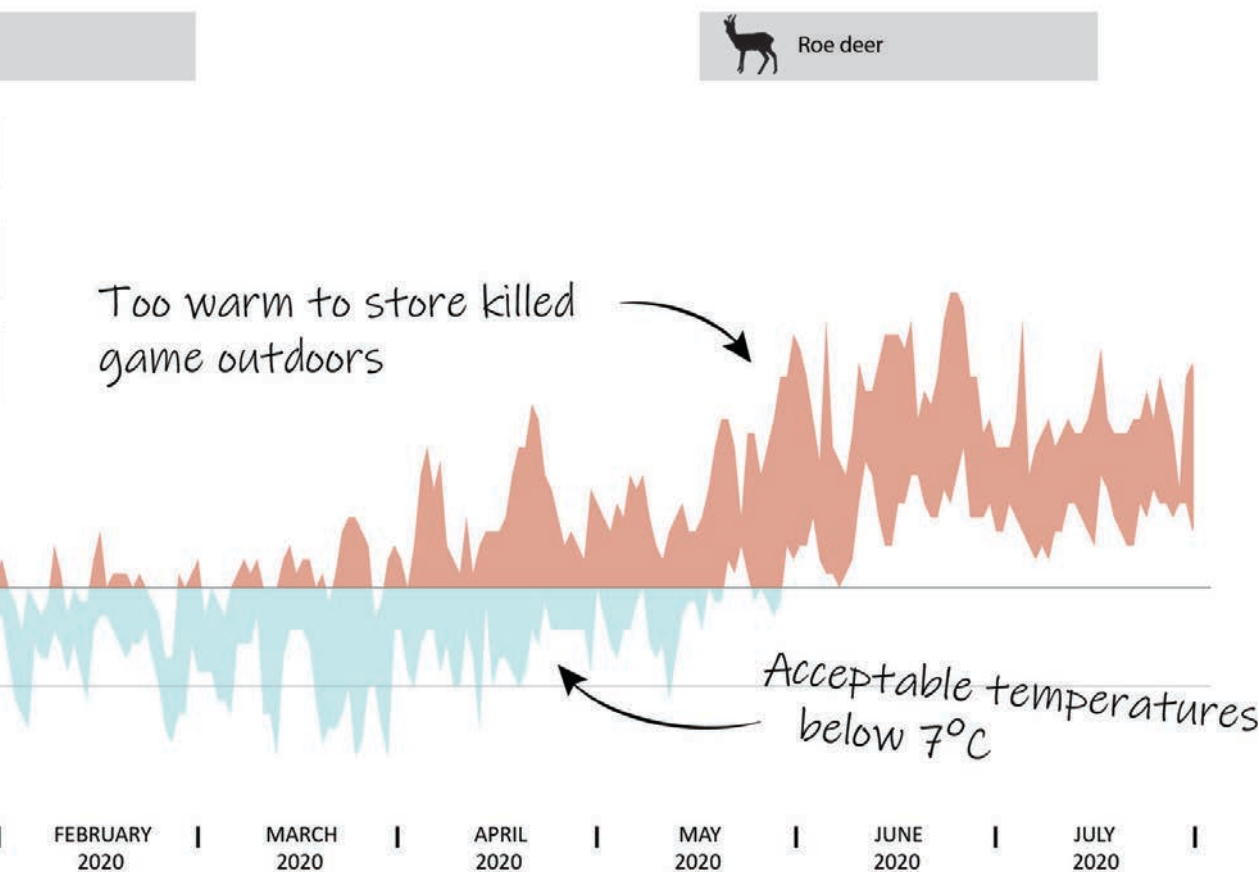 Roe deer
Too warm to store killed
game outdoors
Acceptable temperatures
below 7°C
FEBRUARY
2020
MARCH
2020
APRIL
2020
MAY
2020
JUNE
2020
JULY
2020